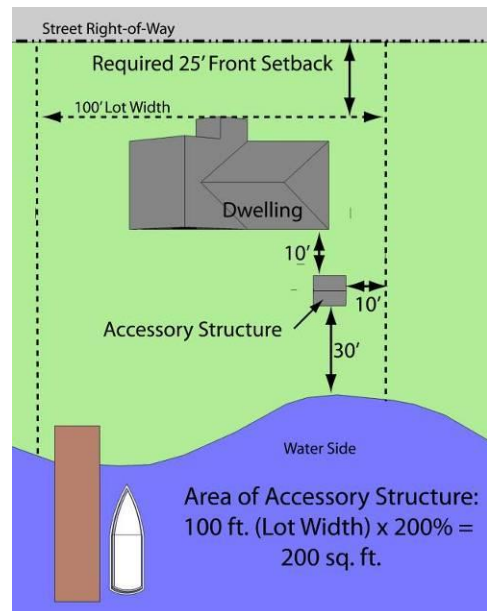 Street Right-of-Way
Required 25' Front Setback
100' Lot Width
Dwelling
10'
10'
Accessory Structure
30'
Water Side
Area of Accessory Structure:
100 ft. (Lot Width) x 200% =
200 sq. ft.